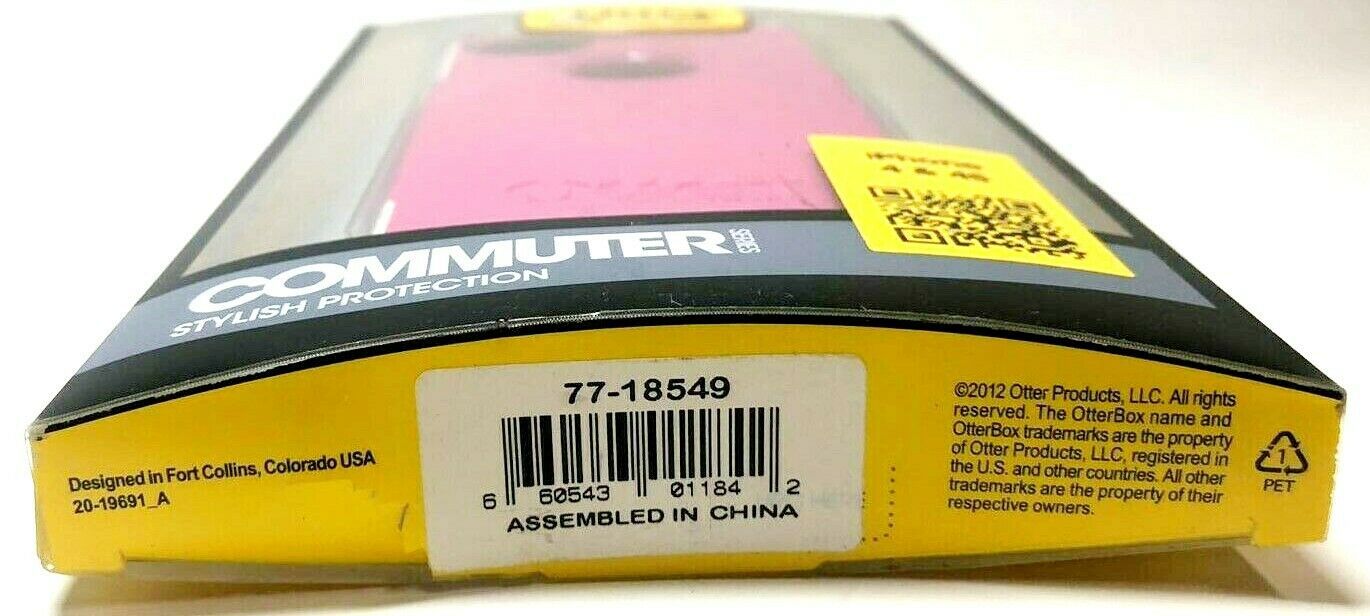 iPhone
4 & 4S
COMMUTER SERIES
STYLISH PROTECTION
77-18549
6 60543 01184 2
ASSEMBLED IN CHINA
Designed in Fort Collins, Colorado USA
20-19691_A
©2012 Otter Products, LLC. All rights
reserved. The OtterBox name and
OtterBox trademarks are the property
of Otter Products, LLC, registered in
the U.S. and other countries. All other
trademarks are the property of their
respective owners.
1
PET